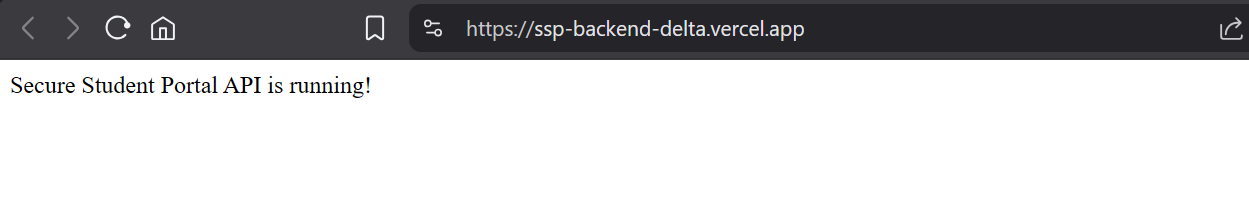 https://ssp-backend-delta.vercel.app
Secure Student Portal API is running!